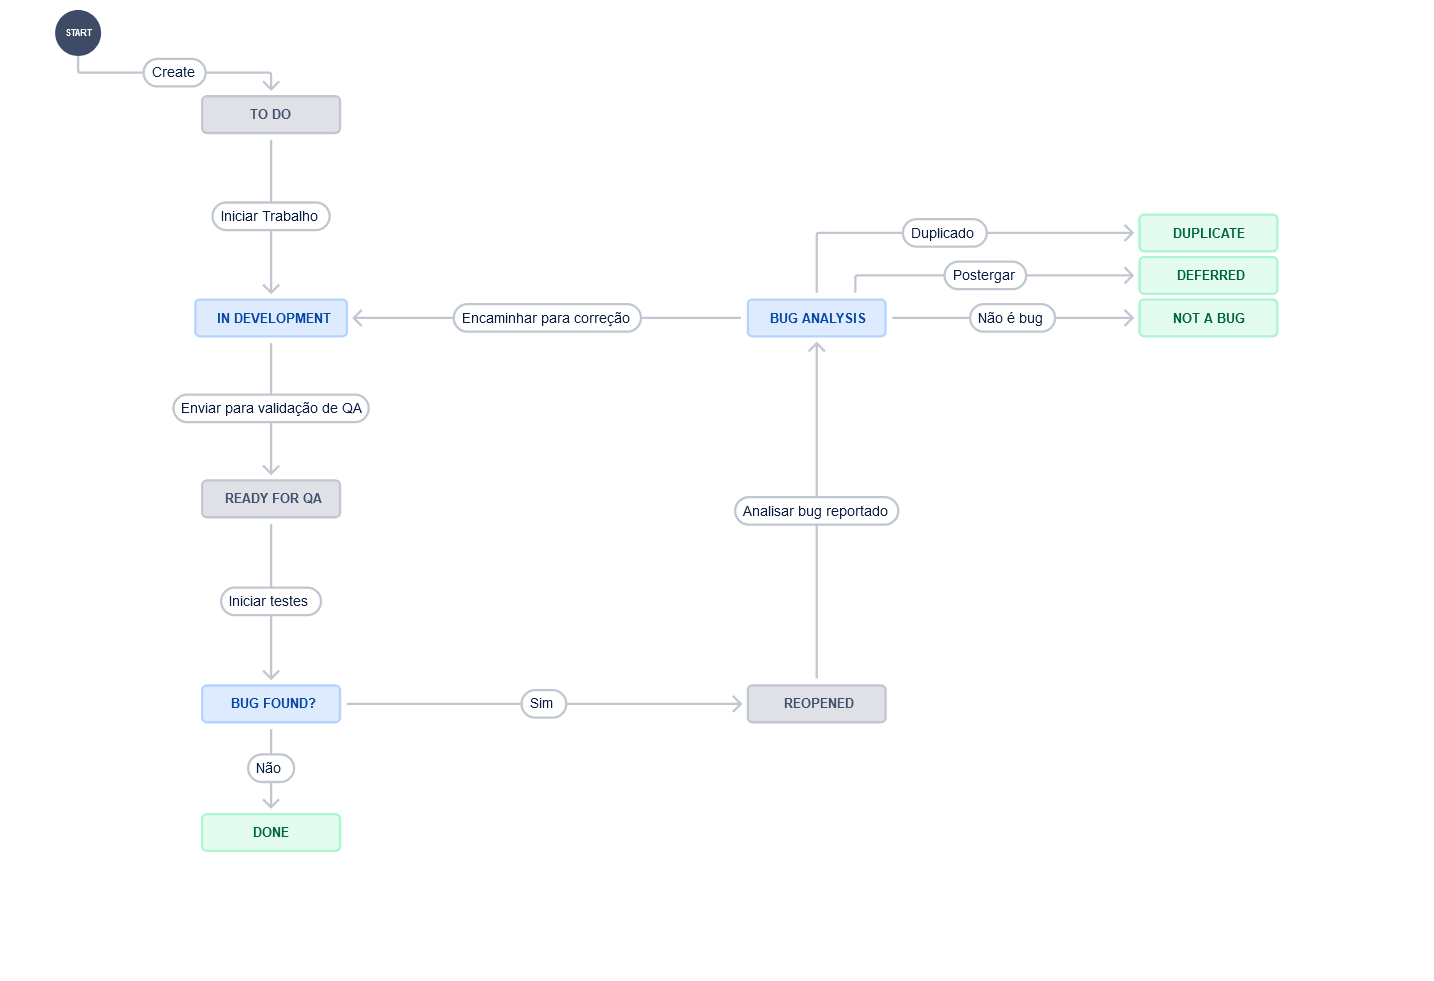 START
Create
TO DO
Iniciar Trabalho
Duplicado
DUPLICATE
Postergar
DEFERRED
IN DEVELOPMENT
Encaminhar para correção
BUG ANALYSIS
Não é bug
NOT A BUG
Enviar para validação de QA
READY FOR QA
Analisar bug reportado
Iniciar testes
BUG FOUND?
Sim
REOPENED
Não
DONE